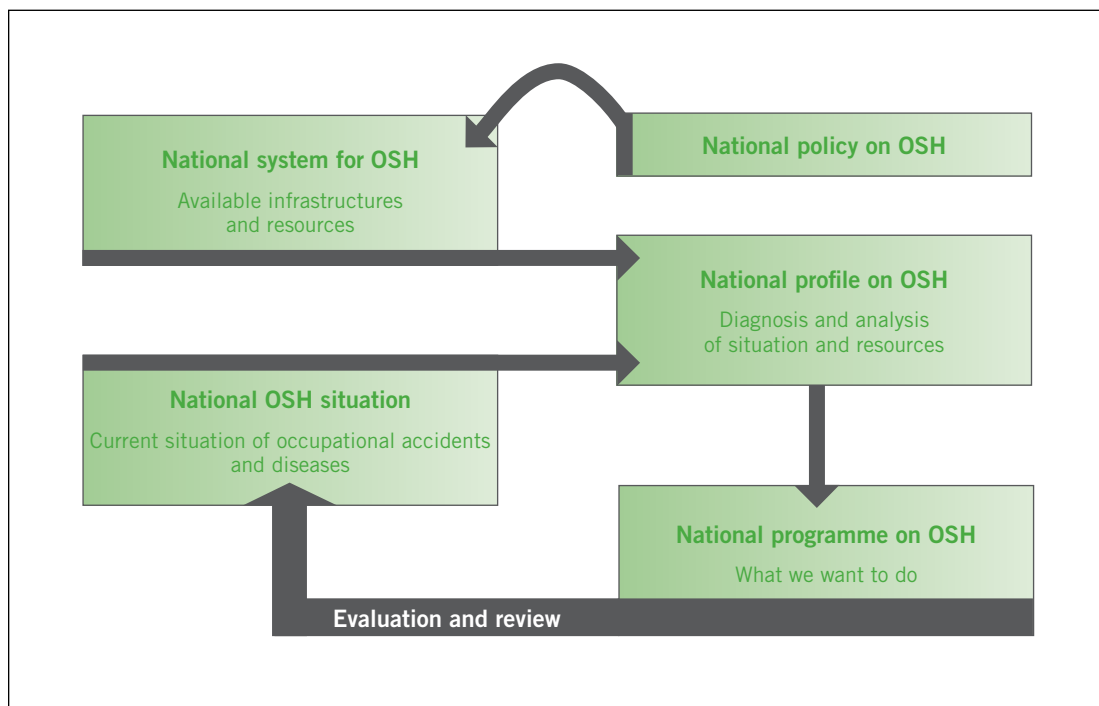 National system for OSH
Available infrastructures
and resources
National policy on OSH
National profile on OSH
Diagnosis and analysis
of situation and resources
National OSH situation
Current situation of occupational accidents
and diseases
National programme on OSH
What we want to do
Evaluation and review